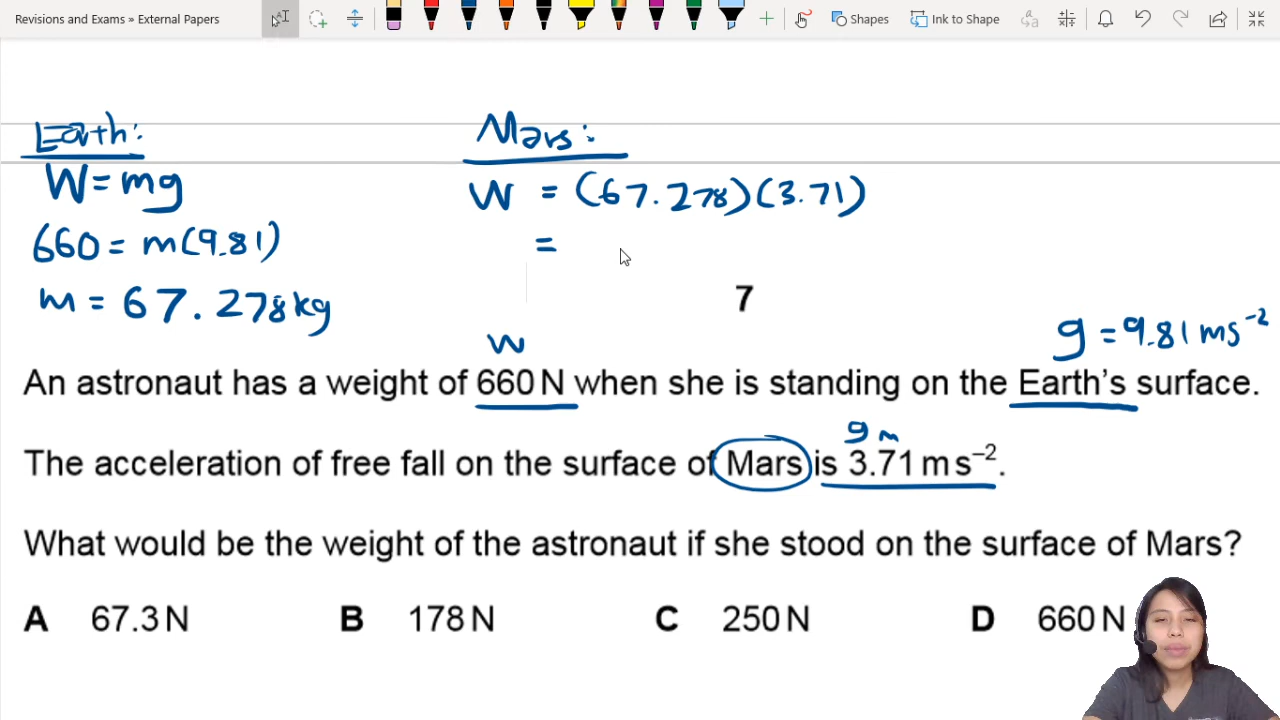 Revisions and Exams » External Papers
Shapes
Ink to Shape
Earth:
W = mg
660 = m(9.81)
m = 67.278kg
Mars:
W = (67.278)(3.71)
=
7
g = 9.81 ms⁻²
W
An astronaut has a weight of 660 N when she is standing on the Earth's surface.
g m
The acceleration of free fall on the surface of Mars is 3.71 m s⁻².
What would be the weight of the astronaut if she stood on the surface of Mars?
A 67.3 N B 178 N C 250 N D 660 N